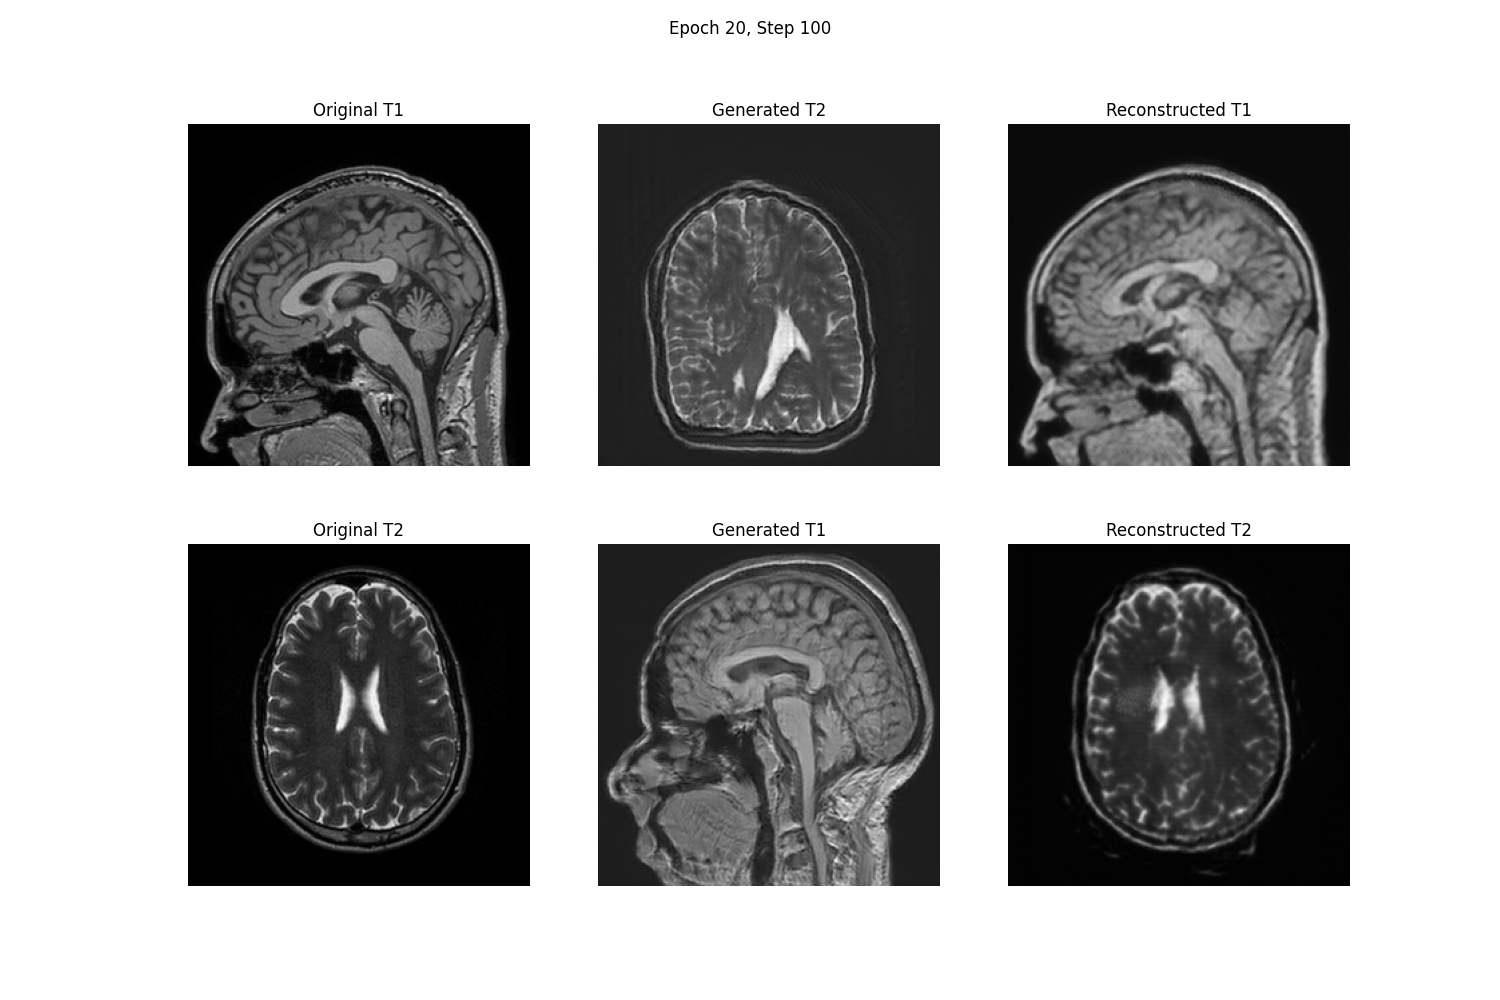 Epoch 20, Step 100
Original T1
Generated T2
Reconstructed T1
Original T2
Generated T1
Reconstructed T2